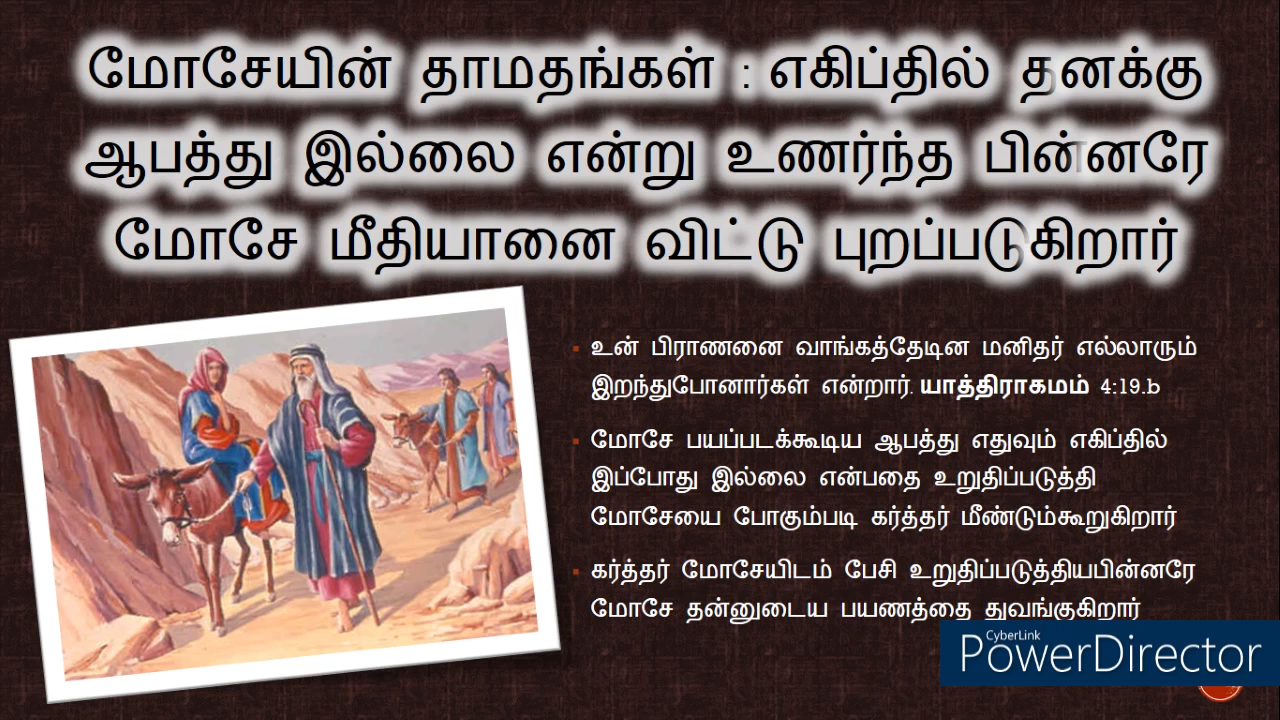 மோசேயின் தாமதங்கள் : எகிப்தில் தனக்கு
ஆபத்து இல்லை என்று உணர்ந்த பின்னரே
மோசே மீதியானை விட்டு புறப்படுகிறார்
▪ உன் பிராணனை வாங்கத்தேடின மனிதர் எல்லாரும்
இறந்துபோனார்கள் என்றார். யாத்திராகமம் 4:19.b
▪ மோசே பயப்படக்கூடிய ஆபத்து எதுவும் எகிப்தில்
இப்போது இல்லை என்பதை உறுதிப்படுத்தி
மோசேயை போகும்படி கர்த்தர் மீண்டும்கூறுகிறார்
▪ கர்த்தர் மோசேயிடம் பேசி உறுதிப்படுத்தியபின்னரே
மோசே தன்னுடைய பயணத்தை துவங்குகிறார்
CyberLink
PowerDirector